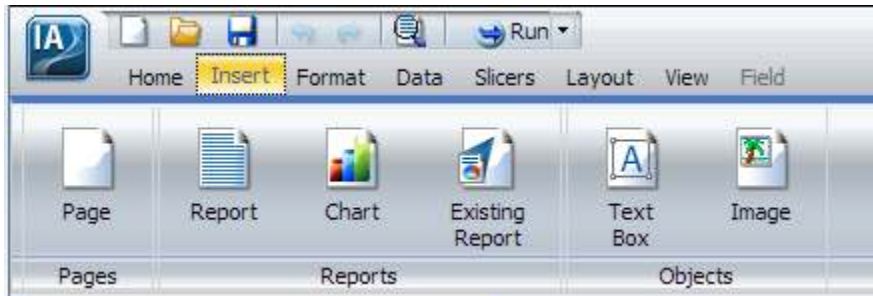 IA
Run
Home Insert Format Data Slicers Layout View Field
Page Report Chart Existing Report Text Box Image
Pages Reports Objects